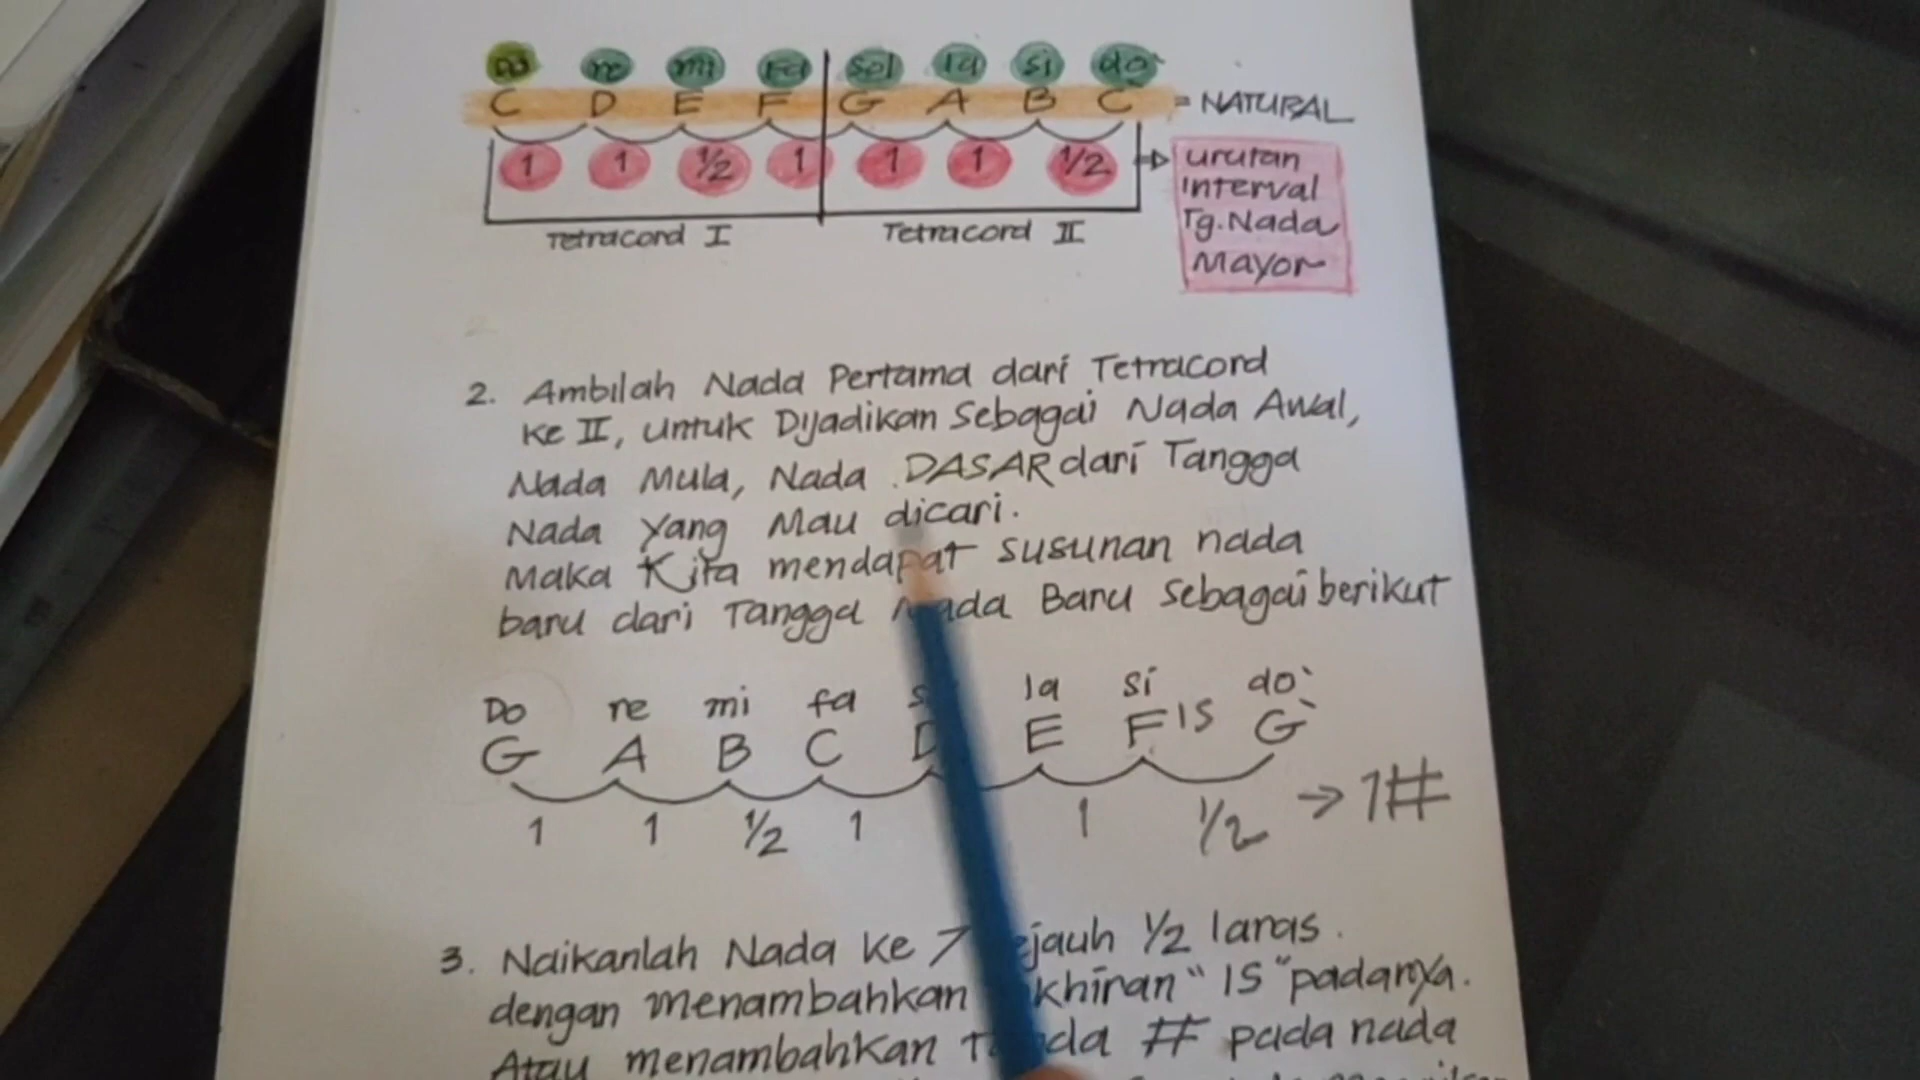 Do re mi Fa sol la si do
C D E F G A B C = NATURAL
1 1 1/2 1 1 1 1/2
urutan
Interval
Tg. Nada
Mayor
Tetracord I Tetracord II
2. Ambilah Nada Pertama dari Tetracord
Ke II, untuk Dijadikan Sebagai Nada Awal,
Nada Mula, Nada DASAR dari Tangga
Nada Yang Mau dicari.
Maka Kita mendapat susunan nada
baru dari Tangga Nada Baru Sebagai berikut
Do re mi fa la si do
G A B C D E FIS G
1 1 1/2 1 1 1/2 → 1#
3. Naikanlah Nada Ke 7 1/2 laras.
dengan menambahkan "IS" padanya.
Atau menambahkan # pada nada